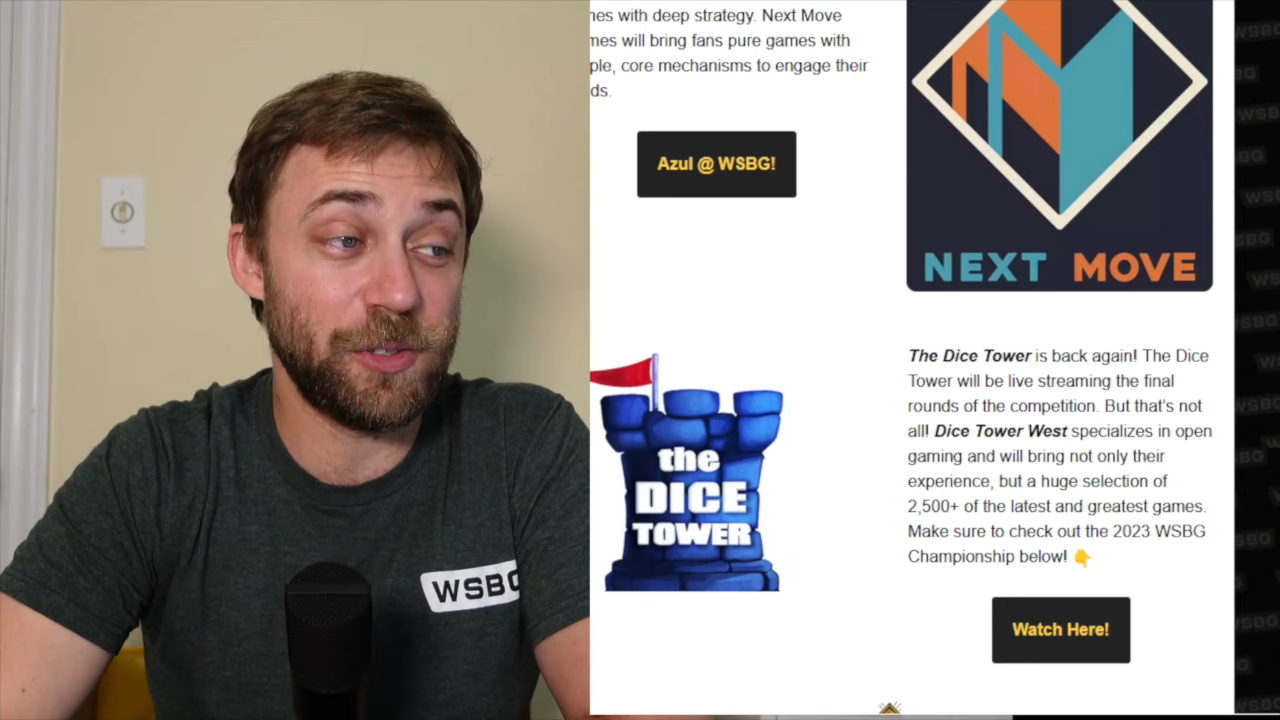 with deep strategy. Next Move
will bring fans pure games with
core mechanisms to engage their
Azul @ WSBG!
NEXT MOVE
The Dice Tower is back again! The Dice
Tower will be live streaming the final
rounds of the competition. But that's not
all! Dice Tower West specializes in open
gaming and will bring not only their
experience, but a huge selection of
2,500+ of the latest and greatest games.
Make sure to check out the 2023 WSBG
Championship below! 👇
Watch Here!
the
DICE
TOWER
WSBG